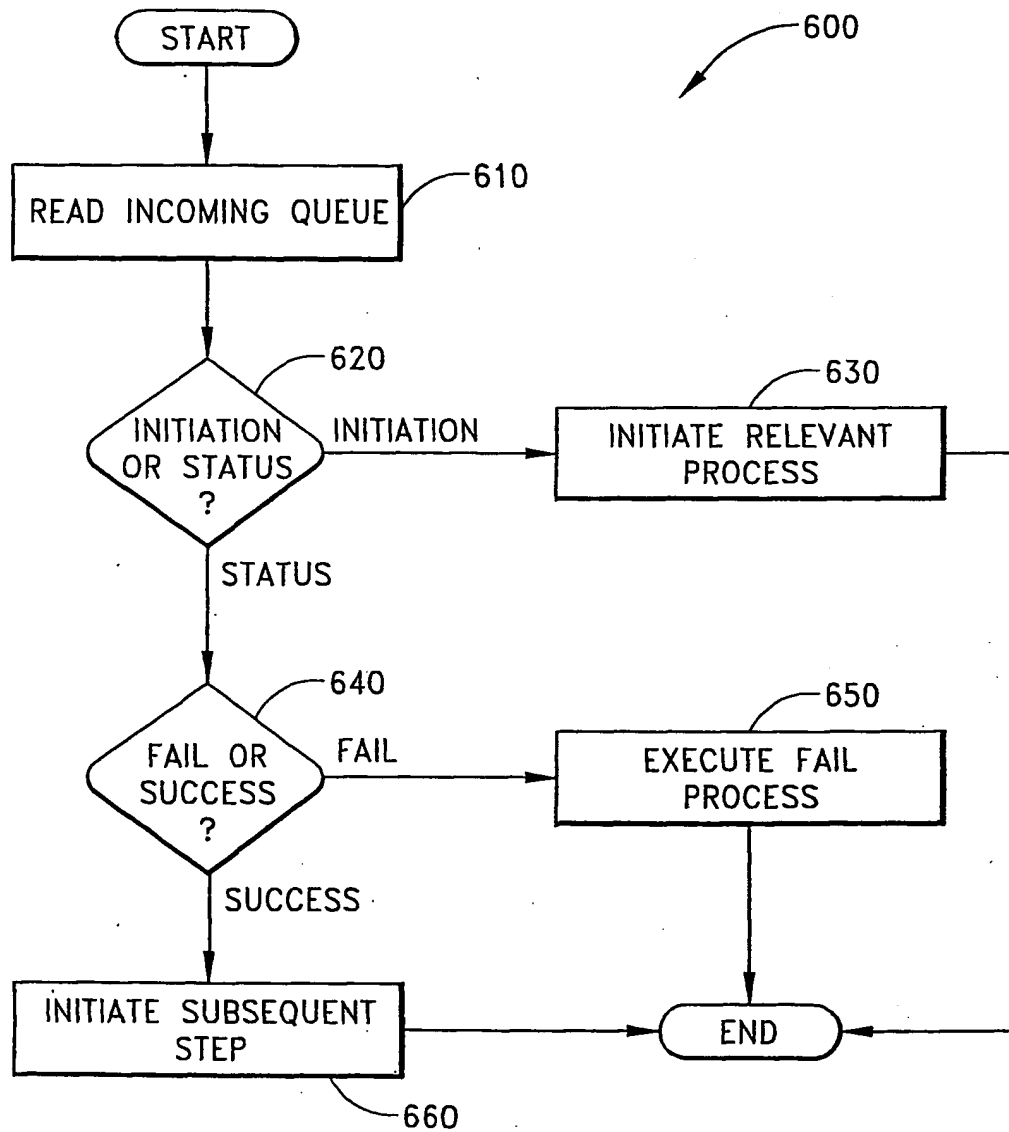 START
600
610
READ INCOMING QUEUE
620
INITIATION
OR STATUS
?
INITIATION
630
INITIATE RELEVANT
PROCESS
STATUS
640
FAIL OR
SUCCESS
?
FAIL
650
EXECUTE FAIL
PROCESS
SUCCESS
INITIATE SUBSEQUENT
STEP
END
660